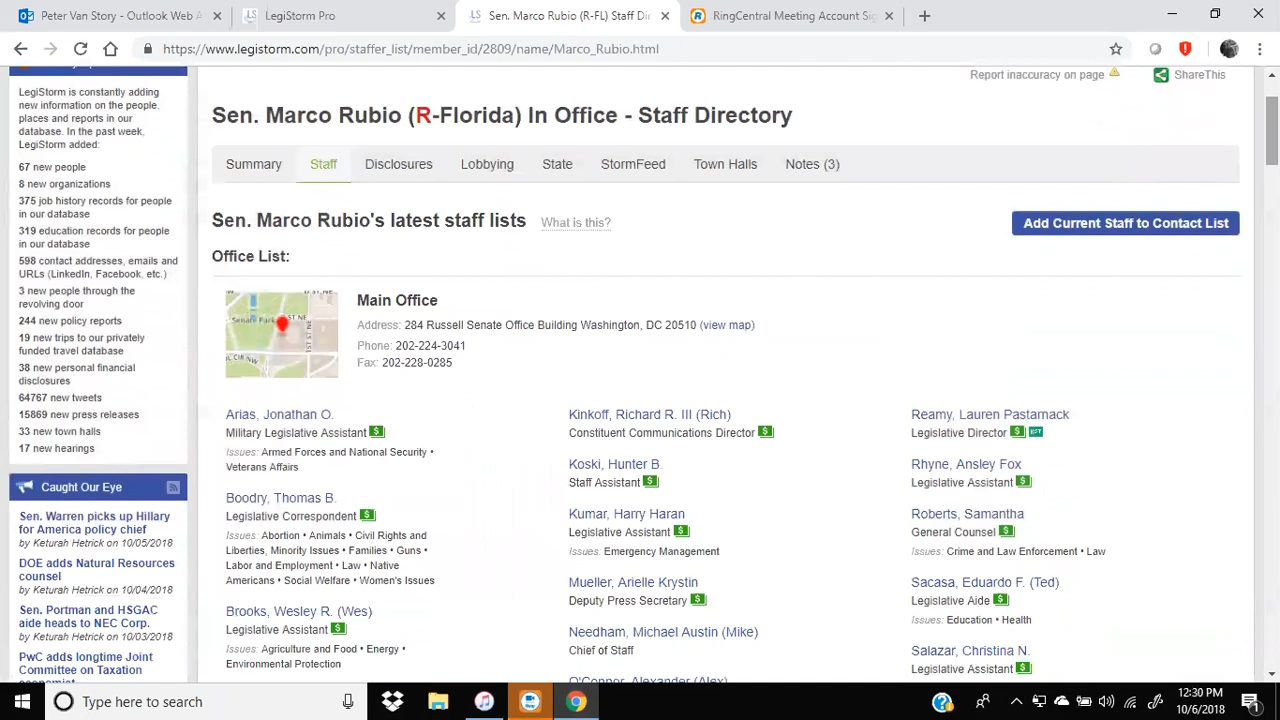 Peter Van Story - Outlook Web A
LegiStorm Pro
Sen. Marco Rubio (R-FL) Staff Di
RingCentral Meeting Account Sig
https://www.legistorm.com/pro/staffer_list/member_id/2809/name/Marco_Rubio.html
LegiStorm is constantly adding
new information on the people,
places and reports in our
database. In the past week,
LegiStorm added:
67 new people
8 new organizations
375 job history records for people
in our database
319 education records for people
in our database
598 contact addresses, emails and
URLs (LinkedIn, Facebook, etc.)
3 new people through the
revolving door
244 new policy reports
19 new trips to our privately
funded travel database
38 new personal financial
disclosures
64767 new tweets
15869 new press releases
33 new town halls
17 new hearings
Caught Our Eye
Sen. Warren picks up Hillary
for America policy chief
by Keturah Hetrick on 10/05/2018
DOE adds Natural Resources
counsel
by Keturah Hetrick on 10/04/2018
Sen. Portman and HSGAC
aide heads to NEC Corp.
by Keturah Hetrick on 10/03/2018
PwC adds longtime Joint
Committee on Taxation
Report inaccuracy on page
ShareThis
Sen. Marco Rubio (R-Florida) In Office - Staff Directory
Summary
Staff
Disclosures
Lobbying
State
StormFeed
Town Halls
Notes (3)
Sen. Marco Rubio's latest staff lists
What is this?
Add Current Staff to Contact List
Office List:
Main Office
Address: 284 Russell Senate Office Building Washington, DC 20510 (view map)
Phone: 202-224-3041
Fax: 202-228-0285
Arias, Jonathan O.
Military Legislative Assistant $
Issues: Armed Forces and National Security •
Veterans Affairs
Boodry, Thomas B.
Legislative Correspondent $
Issues: Abortion • Animals • Civil Rights and
Liberties, Minority Issues • Families • Guns •
Labor and Employment • Law • Native
Americans • Social Welfare • Women's Issues
Brooks, Wesley R. (Wes)
Legislative Assistant $
Issues: Agriculture and Food • Energy •
Environmental Protection
Kinkoff, Richard R. III (Rich)
Constituent Communications Director $
Koski, Hunter B.
Staff Assistant $
Kumar, Harry Haran
Legislative Assistant $
Issues: Emergency Management
Mueller, Arielle Krystin
Deputy Press Secretary $
Needham, Michael Austin (Mike)
Chief of Staff
O'Connor, Alexander (Alex)
Reamy, Lauren Pastarnack
Legislative Director $
Rhyne, Ansley Fox
Legislative Assistant $
Roberts, Samantha
General Counsel $
Issues: Crime and Law Enforcement • Law
Sacasa, Eduardo F. (Ted)
Legislative Aide $
Issues: Education • Health
Salazar, Christina N.
Legislative Assistant $
Type here to search
12:30 PM
10/6/2018